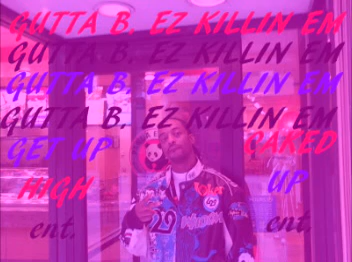 GUTTA B. EZ KILLIN EM
GUTTA B. EZ KILLIN EM
GUTTA B. EZ KILLIN EM
GUTTA B. EZ KILLIN EM
GET UP CAKED
HIGH UP
ent. ent.